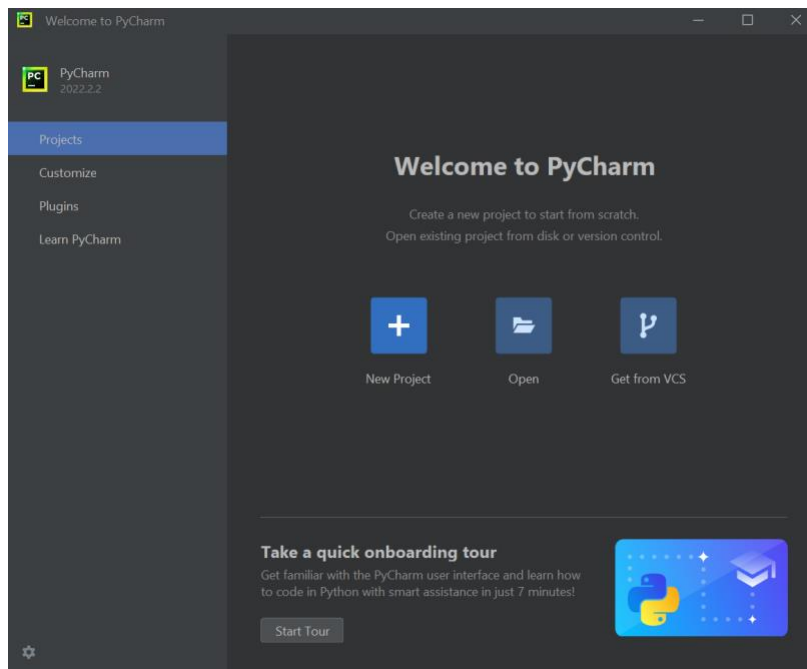 Welcome to PyCharm
PC
PyCharm
2022.2.2
Projects
Customize
Plugins
Learn PyCharm
Welcome to PyCharm
Create a new project to start from scratch.
Open existing project from disk or version control.
New Project
Open
Get from VCS
Take a quick onboarding tour
Get familiar with the PyCharm user interface and learn how
to code in Python with smart assistance in just 7 minutes!
Start Tour